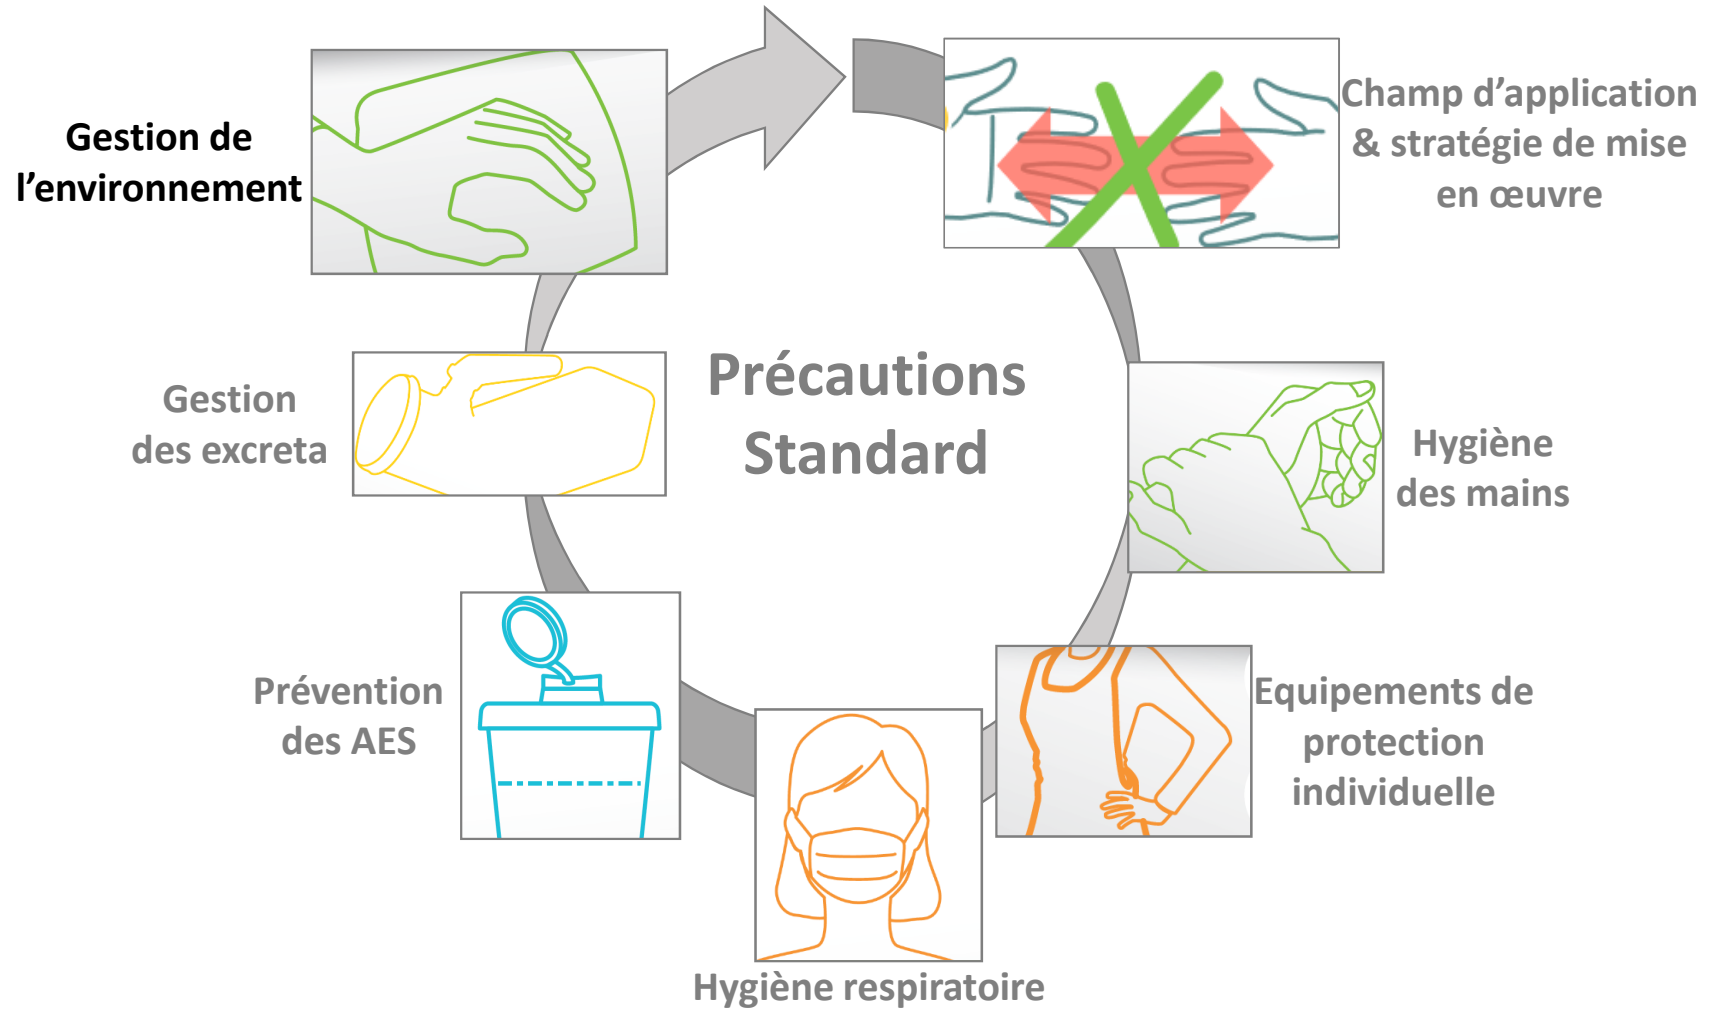 Gestion de
l’environnement
Champ d’application
& stratégie de mise
en œuvre
Précautions
Standard
Gestion
des excreta
Hygiène
des mains
Prévention
des AES
Equipements de
protection
individuelle
Hygiène respiratoire